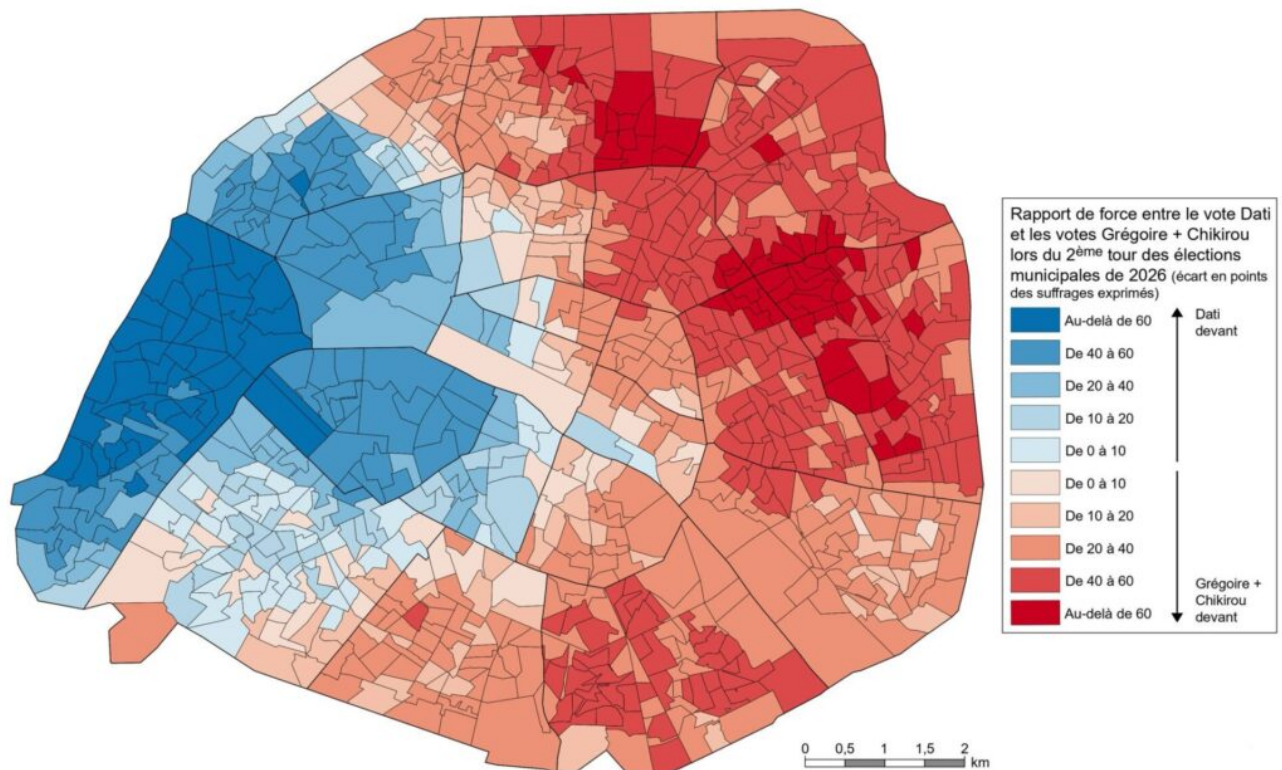 Rapport de force entre le vote Dati
et les votes Grégoire + Chikirou
lors du 2ème tour des élections
municipales de 2026 (écart en points
des suffrages exprimés)
Au-delà de 60
De 40 à 60
De 20 à 40
De 10 à 20
De 0 à 10
De 0 à 10
De 10 à 20
De 20 à 40
De 40 à 60
Au-delà de 60
Dati
devant
Grégoire +
Chikirou
devant
0 0,5 1 1,5 2
km